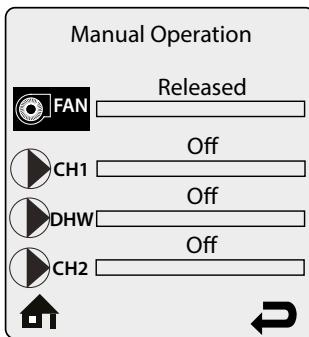 Manual Operation
Released
FAN
Off
CH1
Off
DHW
Off
CH2